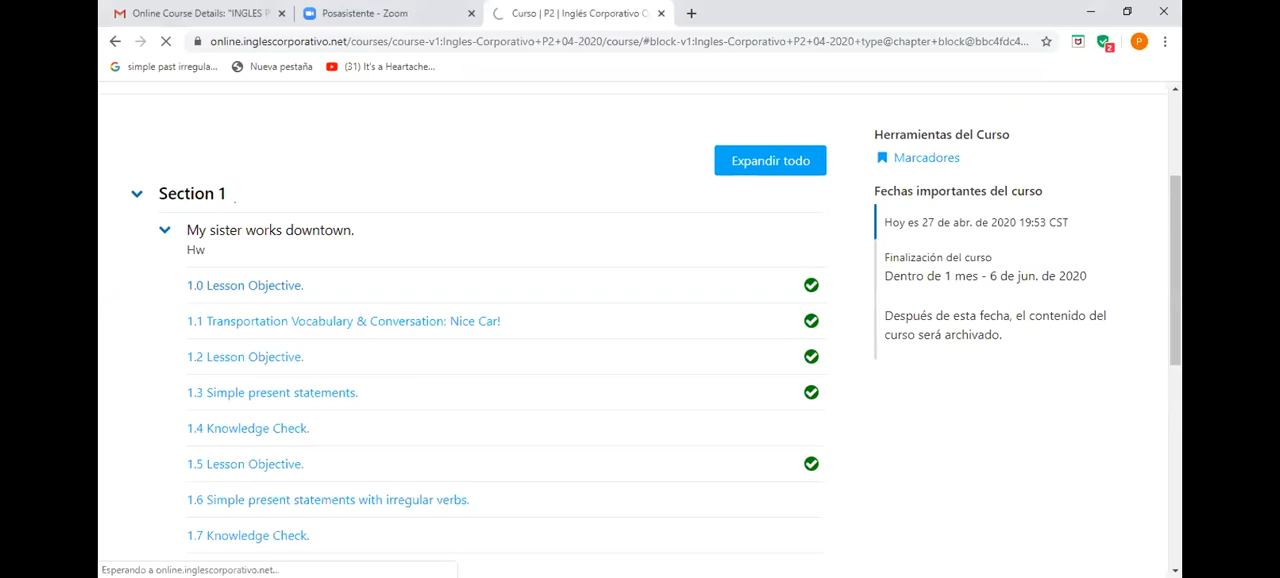 Online Course Details: "INGLES P
Posasistente - Zoom
Curso | P2 | Inglés Corporativo O
online.inglescorporativo.net/courses/course-v1:Ingles-Corporativo+P2+04-2020/course/#block-v1:Ingles-Corporativo+P2+04-2020+type@chapter+block@bbc4fdc4...
2
P
simple past irregula...
Nueva pestaña
(31) It's a Heartache...
Expandir todo
Section 1
My sister works downtown.
Hw
1.0 Lesson Objective.
1.1 Transportation Vocabulary & Conversation: Nice Car!
1.2 Lesson Objective.
1.3 Simple present statements.
1.4 Knowledge Check.
1.5 Lesson Objective.
1.6 Simple present statements with irregular verbs.
1.7 Knowledge Check.
Herramientas del Curso
Marcadores
Fechas importantes del curso
Hoy es 27 de abr. de 2020 19:53 CST
Finalización del curso
Dentro de 1 mes - 6 de jun. de 2020
Después de esta fecha, el contenido del
curso será archivado.
Esperando a online.inglescorporativo.net...